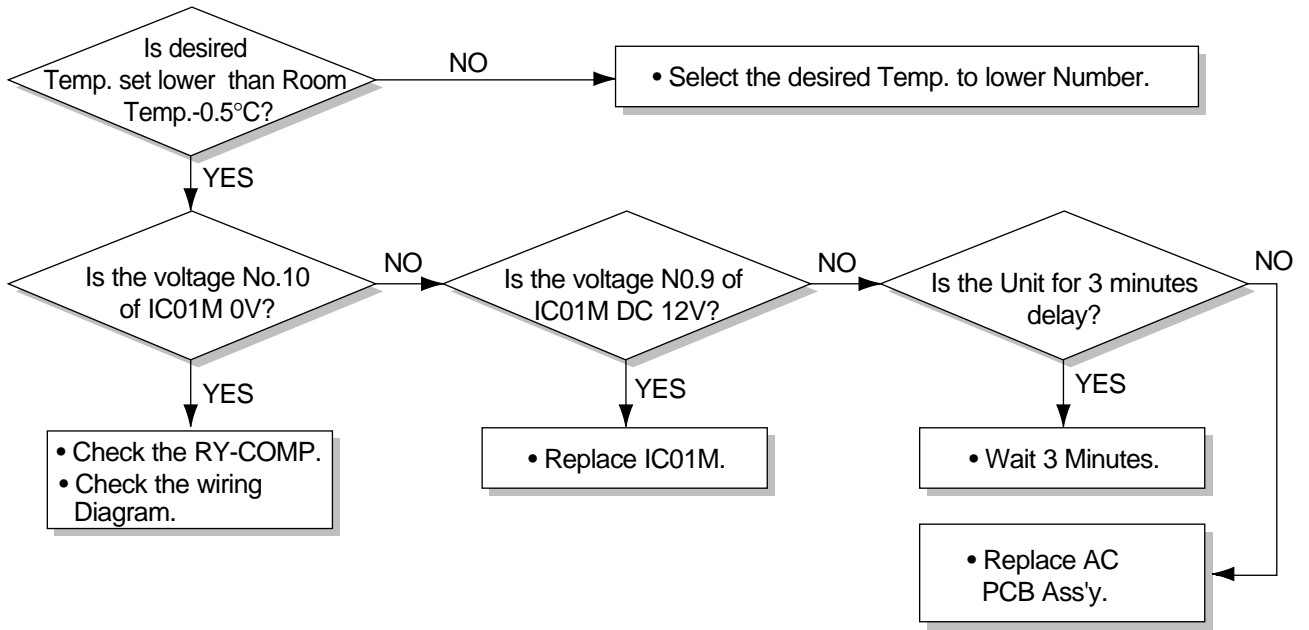 Is desired
Temp. set lower than Room
Temp.-0.5°C?
NO
• Select the desired Temp. to lower Number.
YES
Is the voltage No.10
of IC01M 0V?
NO
Is the voltage N0.9 of
IC01M DC 12V?
NO
Is the Unit for 3 minutes
delay?
NO
YES
YES
YES
• Check the RY-COMP.
• Check the wiring
Diagram.
• Replace IC01M.
• Wait 3 Minutes.
• Replace AC
PCB Ass'y.